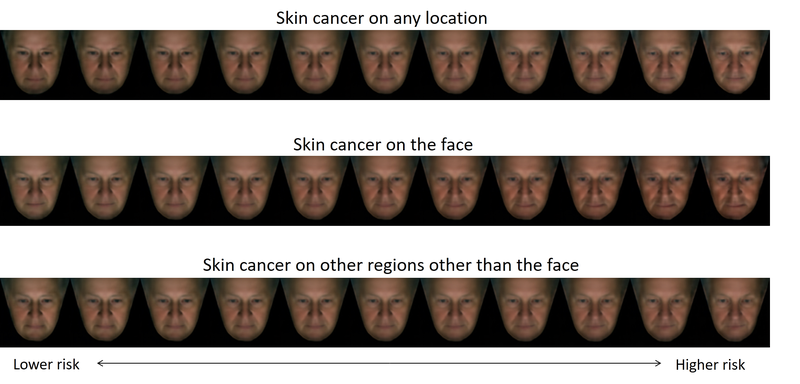 Skin cancer on any location
Skin cancer on the face
Skin cancer on other regions other than the face
Lower risk
Higher risk